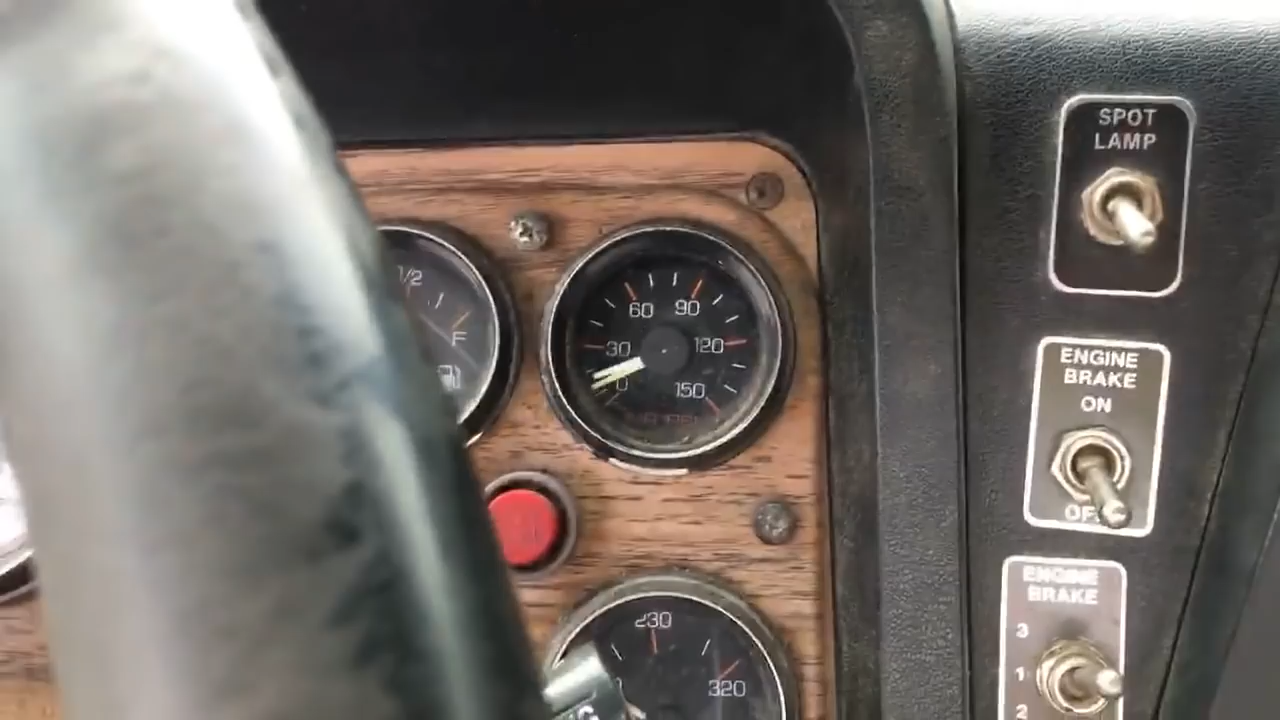 SPOT
LAMP
1/2
F
60 90
30 120
0 150
ENGINE
BRAKE
ON
ENGINE
BRAKE
3
1
2
230
320